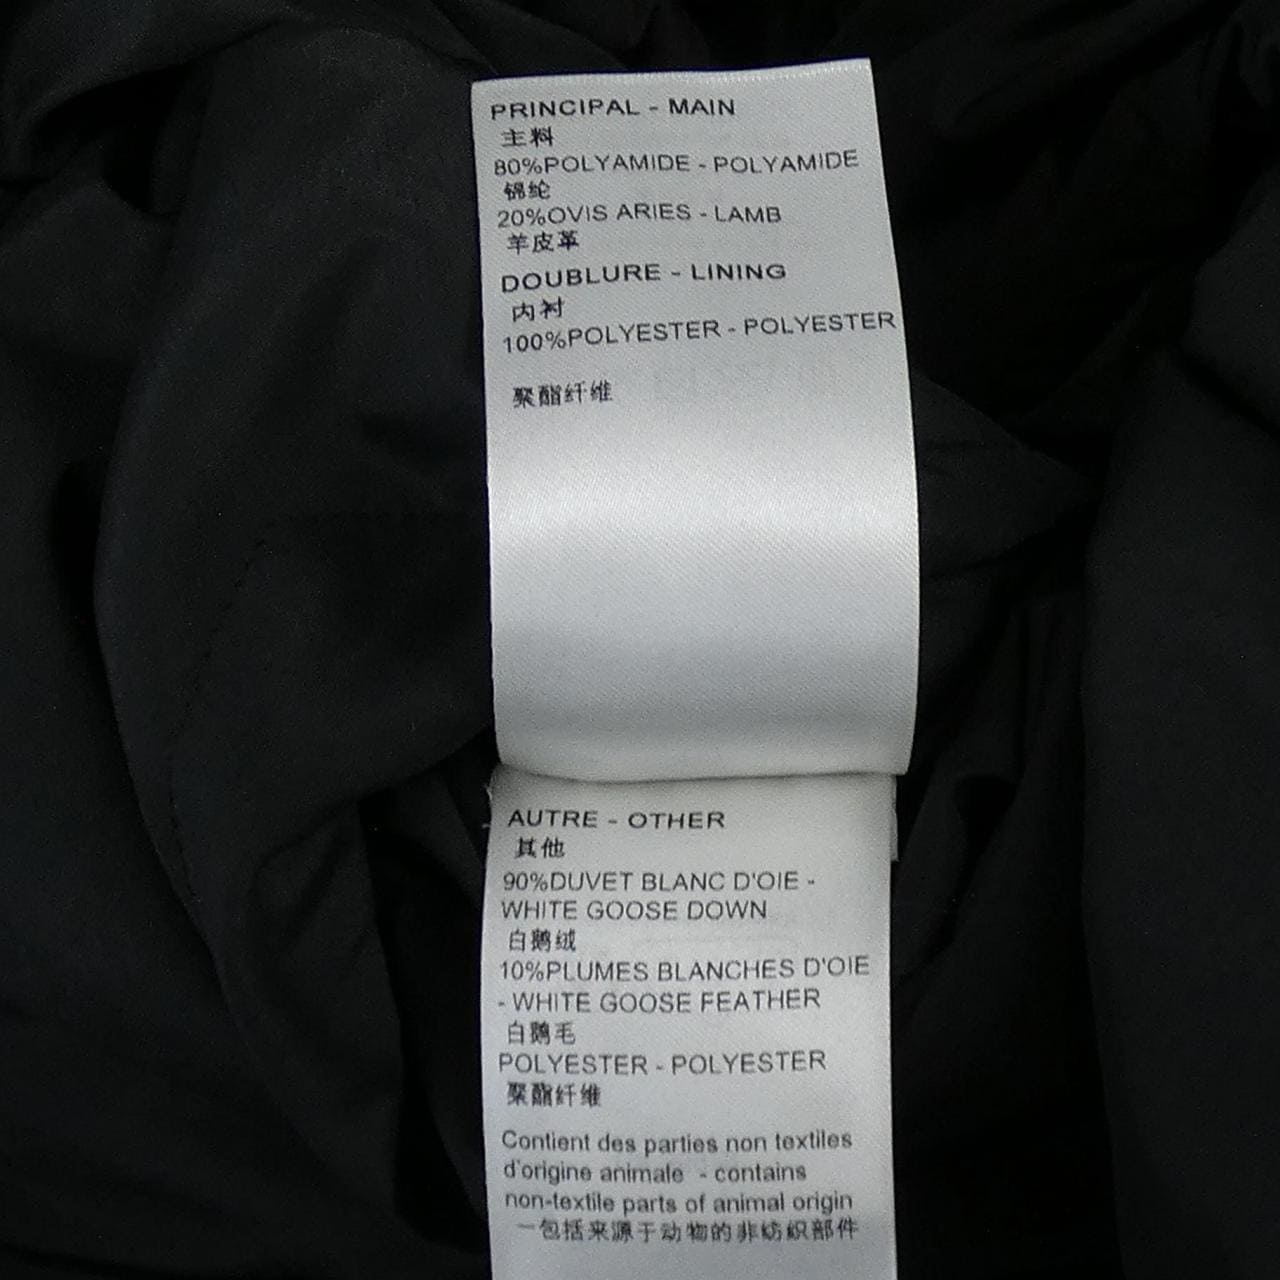 PRINCIPAL - MAIN
主料
80%POLYAMIDE - POLYAMIDE
锦纶
20%OVIS ARIES - LAMB
羊皮革
DOUBLURE - LINING
内衬
100%POLYESTER - POLYESTER
聚酯纤维
AUTRE - OTHER
其他
90%DUVET BLANC D'OIE -
WHITE GOOSE DOWN
白鹅绒
10%PLUMES BLANCHES D'OIE
- WHITE GOOSE FEATHER
白鹅毛
POLYESTER - POLYESTER
聚酯纤维
Contient des parties non textiles
d'origine animale - contains
non-textile parts of animal origin
一包括来源于动物的非纺织部件